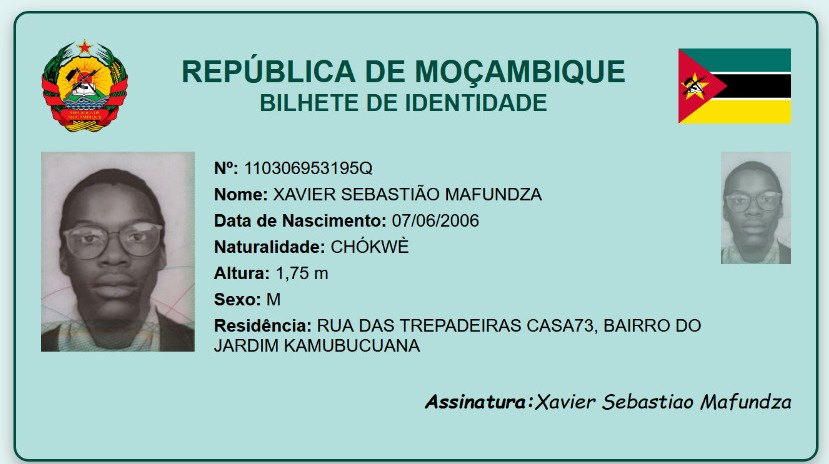 REPÚBLICA DE MOÇAMBIQUE
BILHETE DE IDENTIDADE
Nº: 110306953195Q
Nome: XAVIER SEBASTIÃO MAFUNDZA
Data de Nascimento: 07/06/2006
Naturalidade: CHÓKWÈ
Altura: 1,75 m
Sexo: M
Residência: RUA DAS TREPADEIRAS CASA73, BAIRRO DO
JARDIM KAMUBUCUANA
Assinatura:Xavier Sebastiao Mafundza